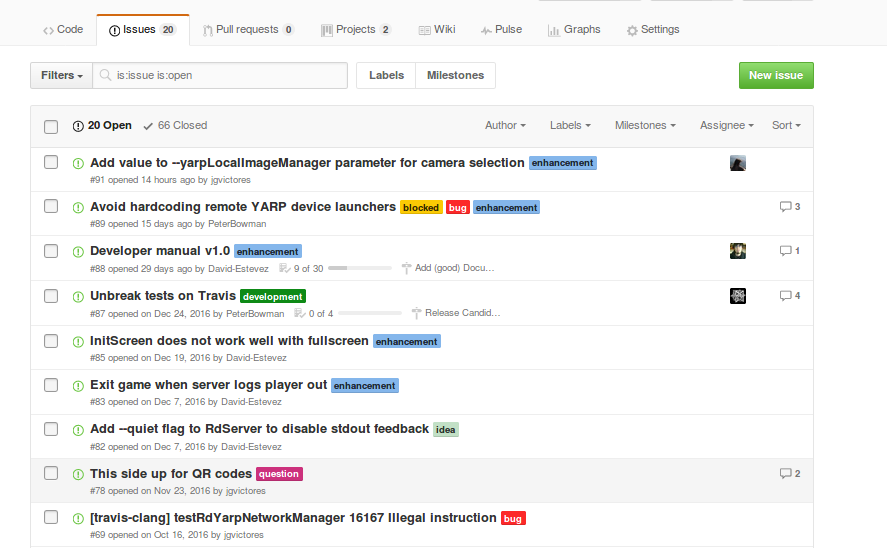 Code Issues 20 Pull requests 0 Projects 2 Wiki Pulse Graphs Settings
Filters is:issue is:open Labels Milestones New issue
20 Open 66 Closed Author Labels Milestones Assignee Sort
Add value to --yarpLocalImageManager parameter for camera selection enhancement
#91 opened 14 hours ago by jgvictores
Avoid hardcoding remote YARP device launchers blocked bug enhancement 3
#89 opened 15 days ago by PeterBowman
Developer manual v1.0 enhancement 1
#88 opened 29 days ago by David-Estevez 9 of 30 Add (good) Docu...
Unbreak tests on Travis development 4
#87 opened on Dec 24, 2016 by PeterBowman 0 of 4 Release Candid...
InitScreen does not work well with fullscreen enhancement
#85 opened on Dec 19, 2016 by David-Estevez
Exit game when server logs player out enhancement
#83 opened on Dec 7, 2016 by David-Estevez
Add --quiet flag to RdServer to disable stdout feedback idea
#82 opened on Dec 7, 2016 by David-Estevez
This side up for QR codes question 2
#78 opened on Nov 23, 2016 by jgvictores
[travis-clang] testRdYarpNetworkManager 16167 Illegal instruction bug
#69 opened on Oct 16, 2016 by jgvictores